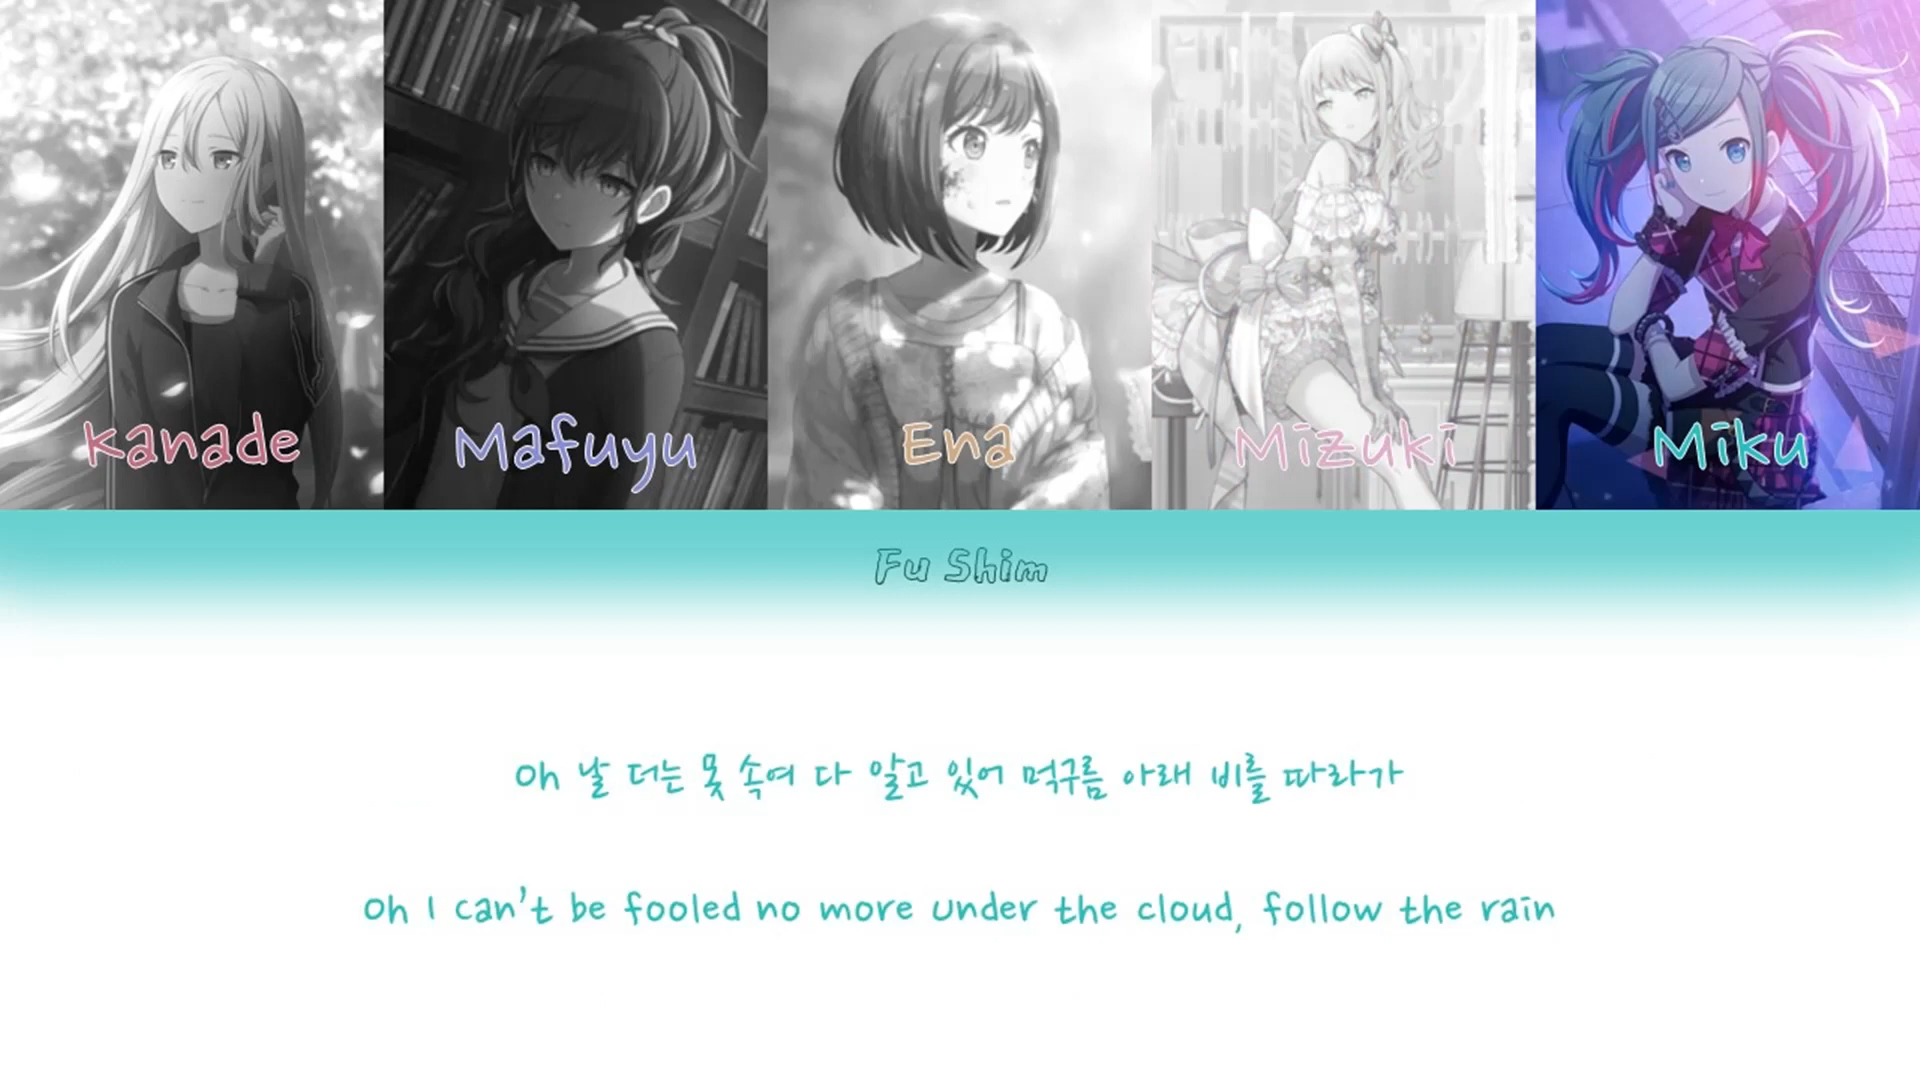 Kanade Mafuyu Ena Mizuki Miku
Fu Shim
Oh 날 더는 못 속여 다 알고 있어 먹구름 아래 비를 따라가
Oh I can't be fooled no more under the cloud, follow the rain